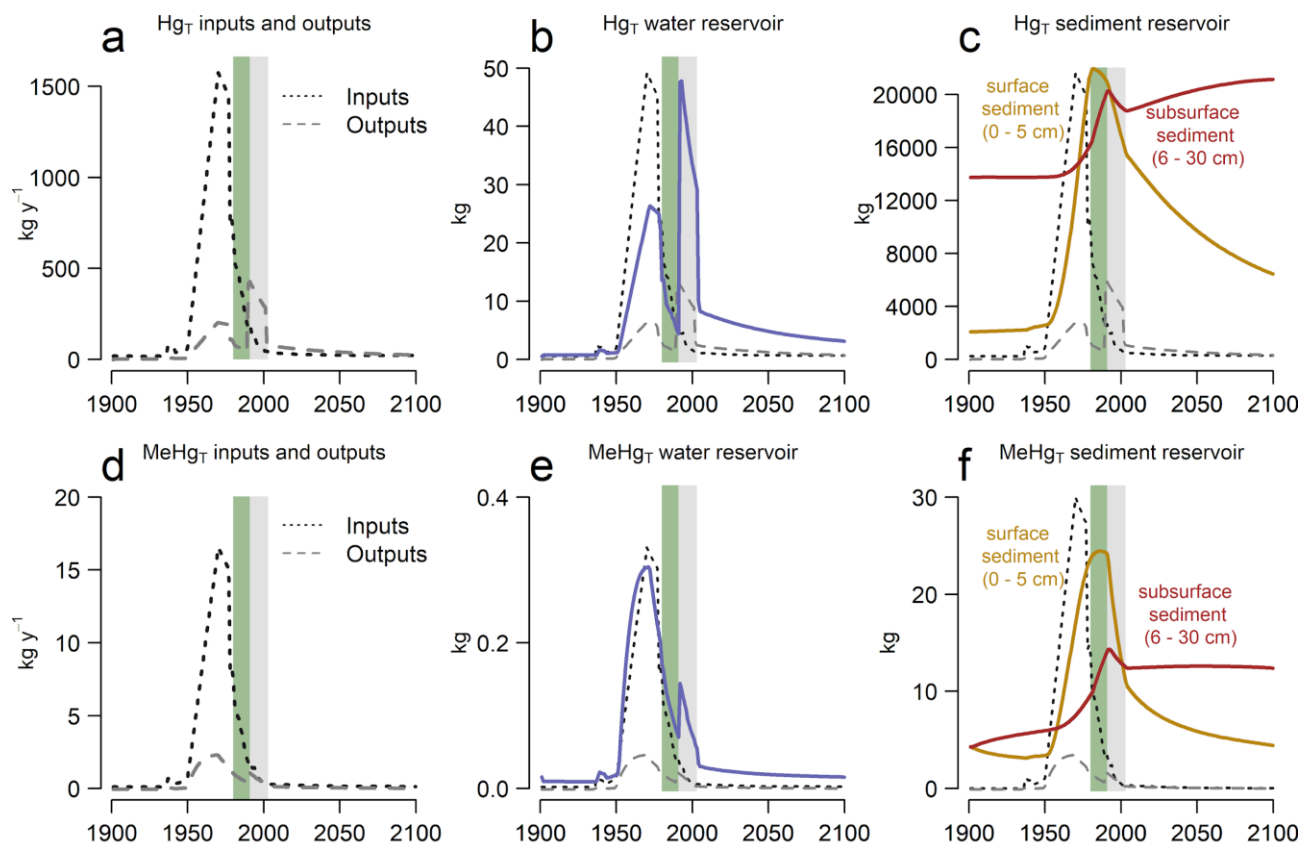 a
Hg_T inputs and outputs
kg y⁻¹
1500
1000
500
0
Inputs
Outputs
1900 1950 2000 2050 2100
b
Hg_T water reservoir
kg
50
40
30
20
10
0
1900 1950 2000 2050 2100
c
Hg_T sediment reservoir
kg
20000
16000
12000
8000
4000
0
surface
sediment
(0 - 5 cm)
subsurface
sediment
(6 - 30 cm)
1900 1950 2000 2050 2100
d
MeHg_T inputs and outputs
kg y⁻¹
20
15
10
5
0
Inputs
Outputs
1900 1950 2000 2050 2100
e
MeHg_T water reservoir
kg
0.4
0.2
0.0
1900 1950 2000 2050 2100
f
MeHg_T sediment reservoir
kg
30
20
10
0
surface
sediment
(0 - 5 cm)
subsurface
sediment
(6 - 30 cm)
1900 1950 2000 2050 2100